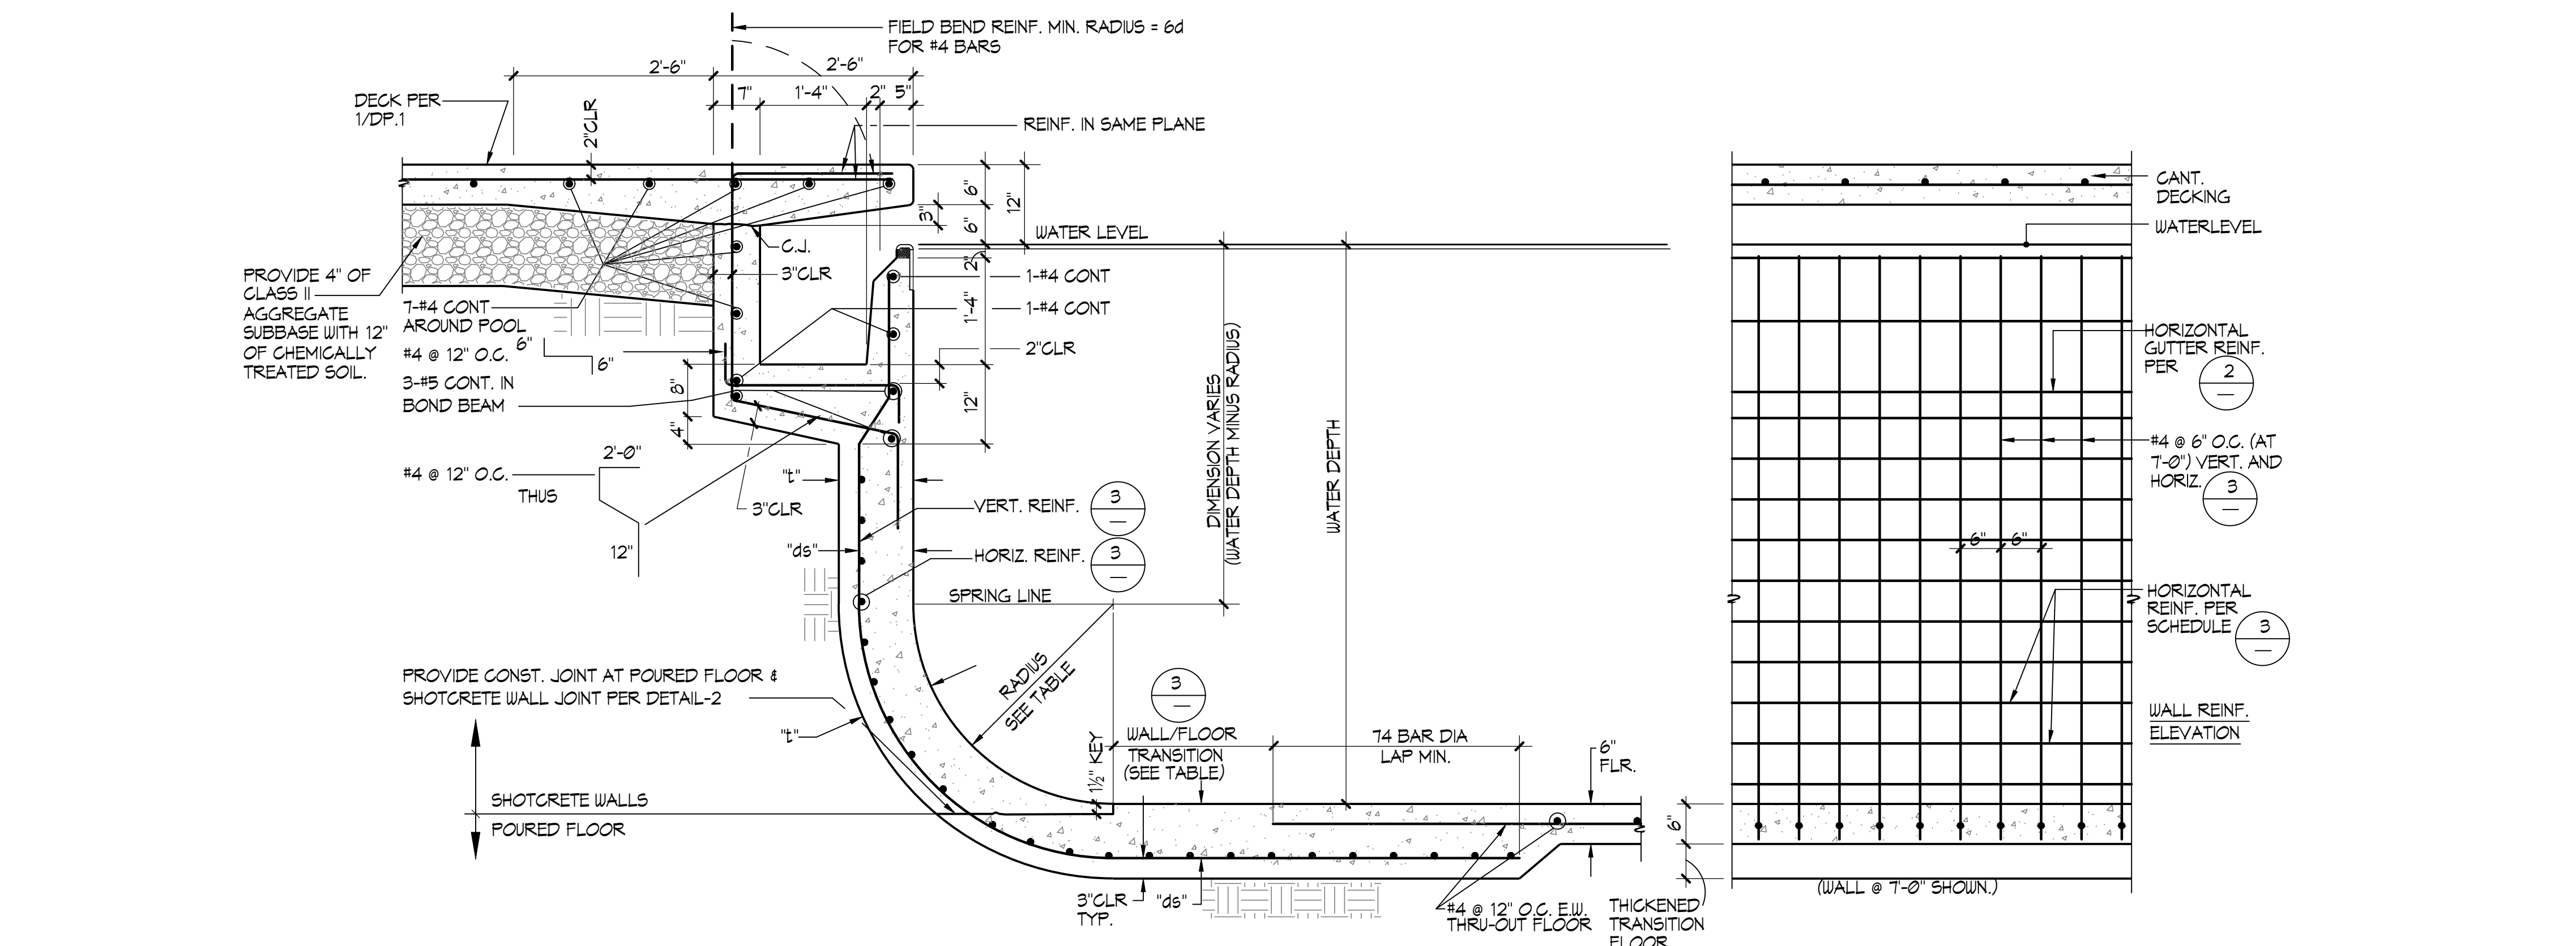 FIELD BEND REINF. MIN. RADIUS = 6d
FOR #4 BARS
2'-6"
2'-6"
7"
1'-4"
2"
5"
DECK PER
1/DP.1
2"CLR
REINF. IN SAME PLANE
6"
3"
6"
12"
WATER LEVEL
C.J.
3"CLR
2"
1-#4 CONT
1-#4 CONT
1'-4"
2"CLR
12"
PROVIDE 4" OF
CLASS II
AGGREGATE
SUBBASE WITH 12"
OF CHEMICALLY
TREATED SOIL.
7-#4 CONT
AROUND POOL
#4 @ 12" O.C.
6"
6"
3-#5 CONT. IN
BOND BEAM
8"
4"
#4 @ 12" O.C.
2'-0"
THUS
12"
"t"
3"CLR
VERT. REINF.
3
"ds"
HORIZ. REINF.
3
SPRING LINE
DIMENSION VARIES
(WATER DEPTH MINUS RADIUS)
WATER DEPTH
RADIUS
SEE TABLE
PROVIDE CONST. JOINT AT POURED FLOOR &
SHOTCRETE WALL JOINT PER DETAIL-2
"t"
SHOTCRETE WALLS
POURED FLOOR
1½" KEY
3
WALL/FLOOR
TRANSITION
(SEE TABLE)
74 BAR DIA
LAP MIN.
6"
FLR.
6"
3"CLR
TYP.
"ds"
#4 @ 12" O.C. E.W.
THRU-OUT FLOOR
THICKENED
TRANSITION
FLOOR
CANT.
DECKING
WATERLEVEL
HORIZONTAL
GUTTER REINF.
PER
2
#4 @ 6" O.C. (AT
7'-0") VERT. AND
HORIZ.
3
6"
6"
HORIZONTAL
REINF. PER
SCHEDULE
3
WALL REINF.
ELEVATION
(WALL @ 7'-0" SHOWN.)